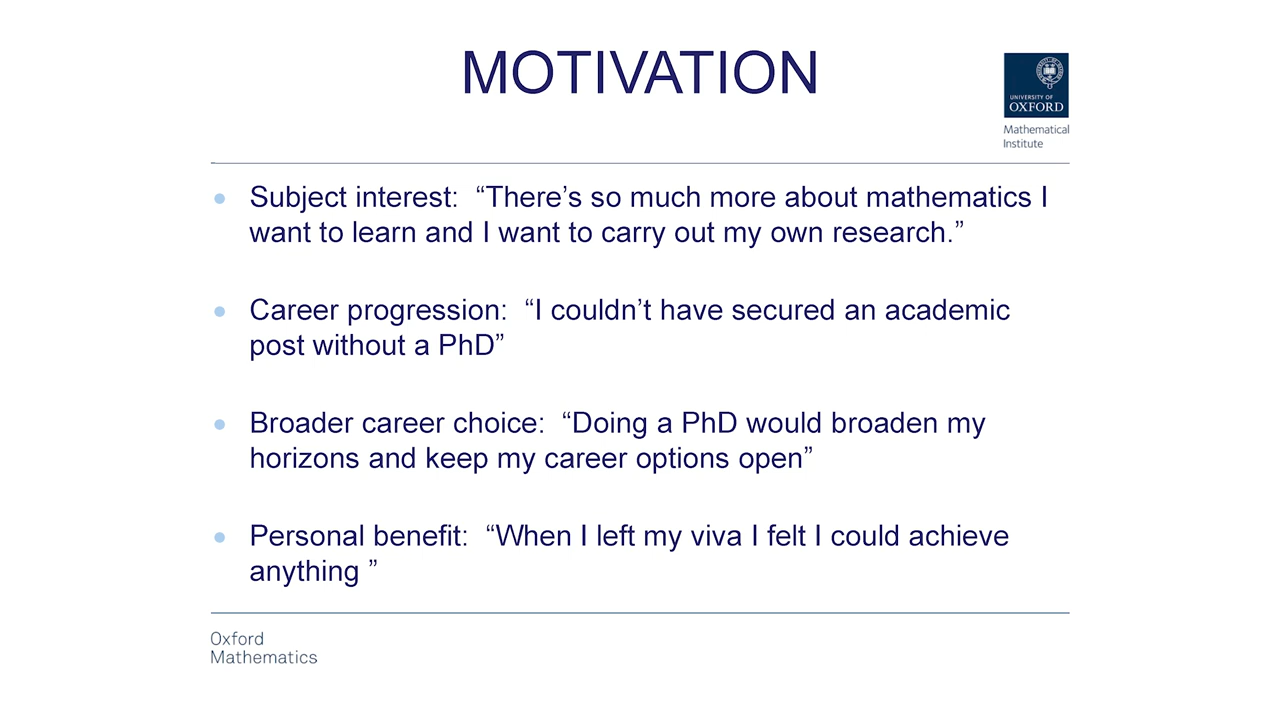 MOTIVATION
UNIVERSITY OF
OXFORD
Mathematical
Institute
• Subject interest:  “There’s so much more about mathematics I
want to learn and I want to carry out my own research.”
• Career progression:  “I couldn’t have secured an academic
post without a PhD”
• Broader career choice:  “Doing a PhD would broaden my
horizons and keep my career options open”
• Personal benefit:  “When I left my viva I felt I could achieve
anything ”
Oxford
Mathematics